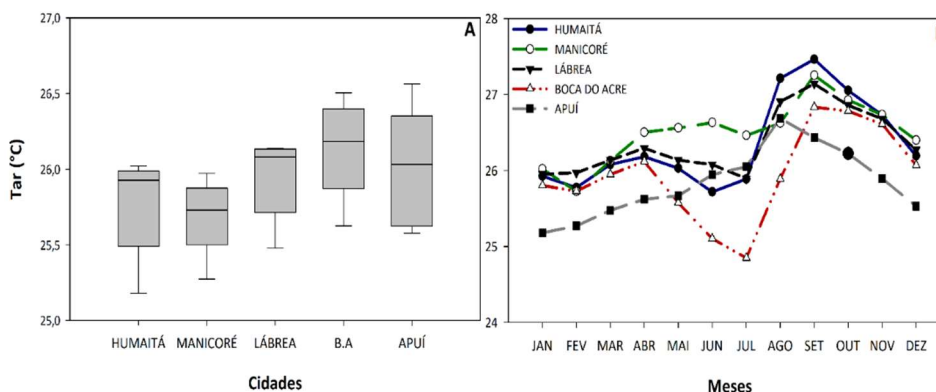 27,0
26,5
26,0
25,5
25,0
Tar (°C)
A
HUMAITÁ MANICORÉ LÁBREA B.A APUÍ
Cidades
28
27
26
25
24
HUMAITÁ
MANICORÉ
LÁBREA
BOCA DO ACRE
APUÍ
JAN FEV MAR ABR MAI JUN JUL AGO SET OUT NOV DEZ
Meses